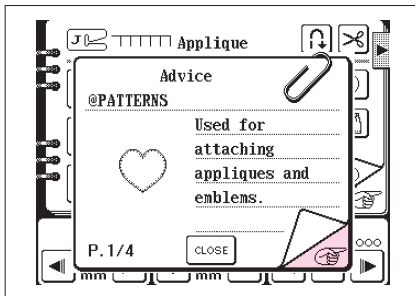 J Applique
Advice
@PATTERNS
Used for
attaching
appliques and
emblems.
P.1/4 CLOSE
mm mm